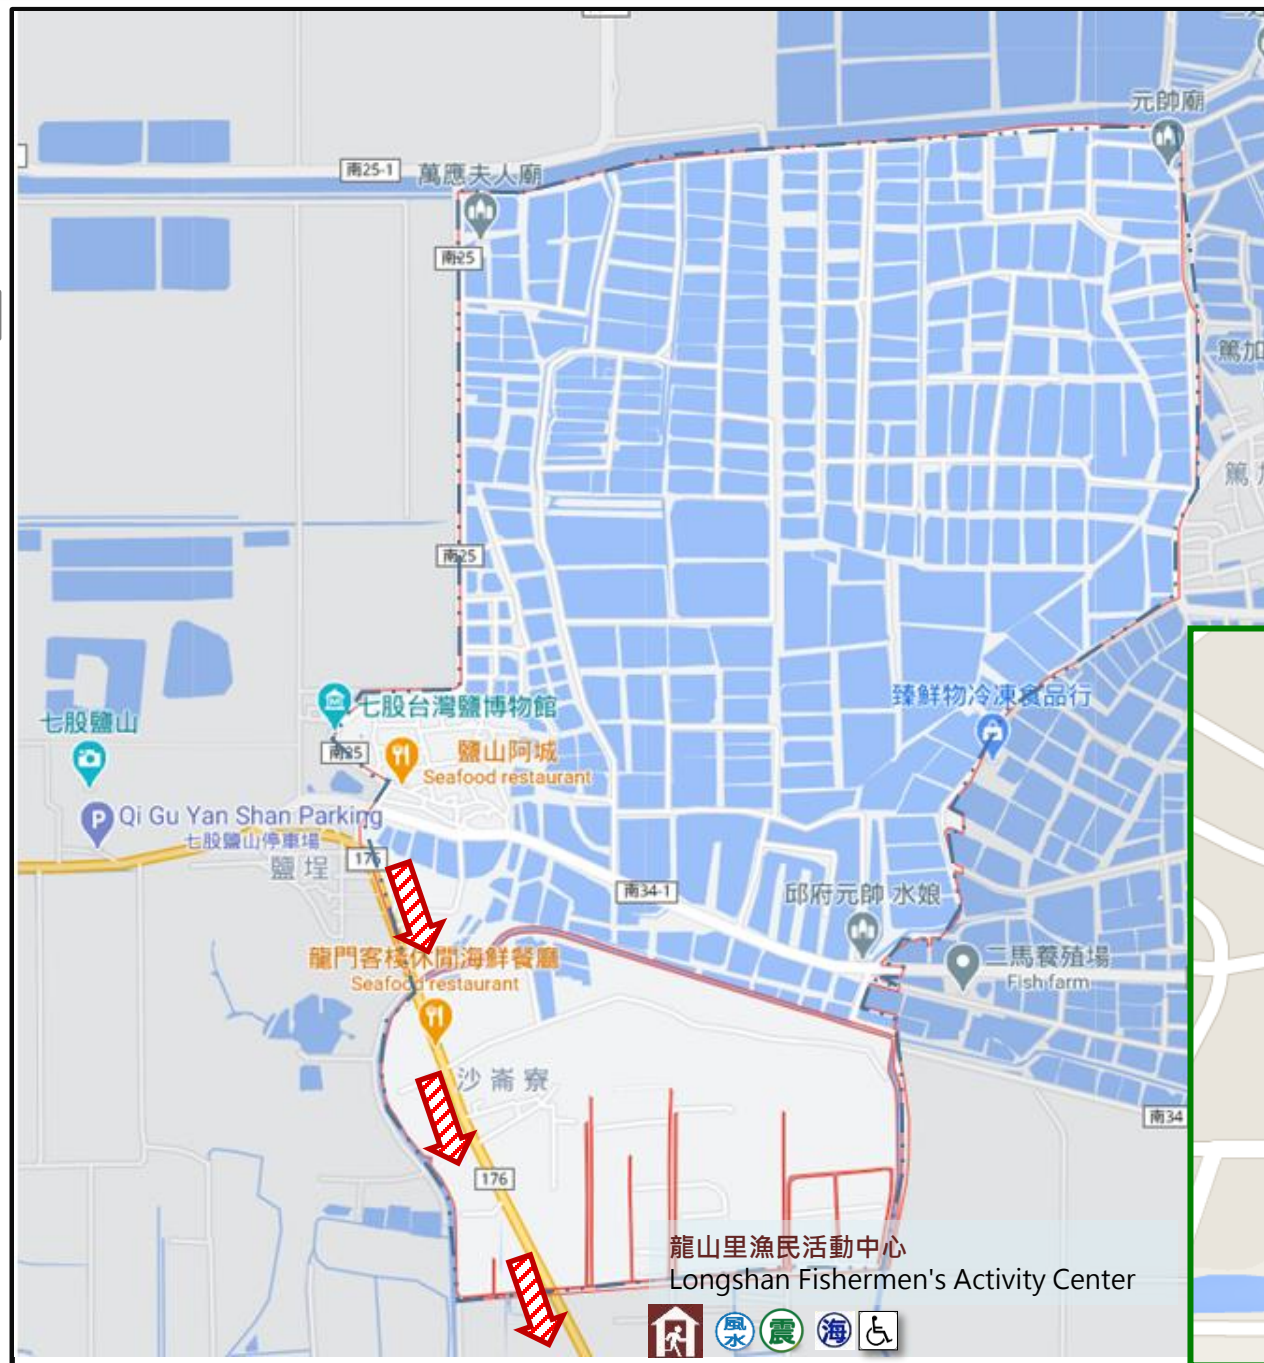 元帥廟
南25-1
萬應夫人廟
南25
篤加
篤
南25
七股台灣鹽博物館
臻鮮物冷凍食品行
七股鹽山
南25
鹽山阿城
Seafood restaurant
Qi Gu Yan Shan Parking
七股鹽山停車場
鹽埕
176
南34-1
邱府元帥 水娘
龍門客棧休閒海鮮餐廳
Seafood restaurant
二馬養殖場
Fish farm
沙崙寮
南34
176
龍山里漁民活動中心
Longshan Fishermen's Activity Center
風水 震 海